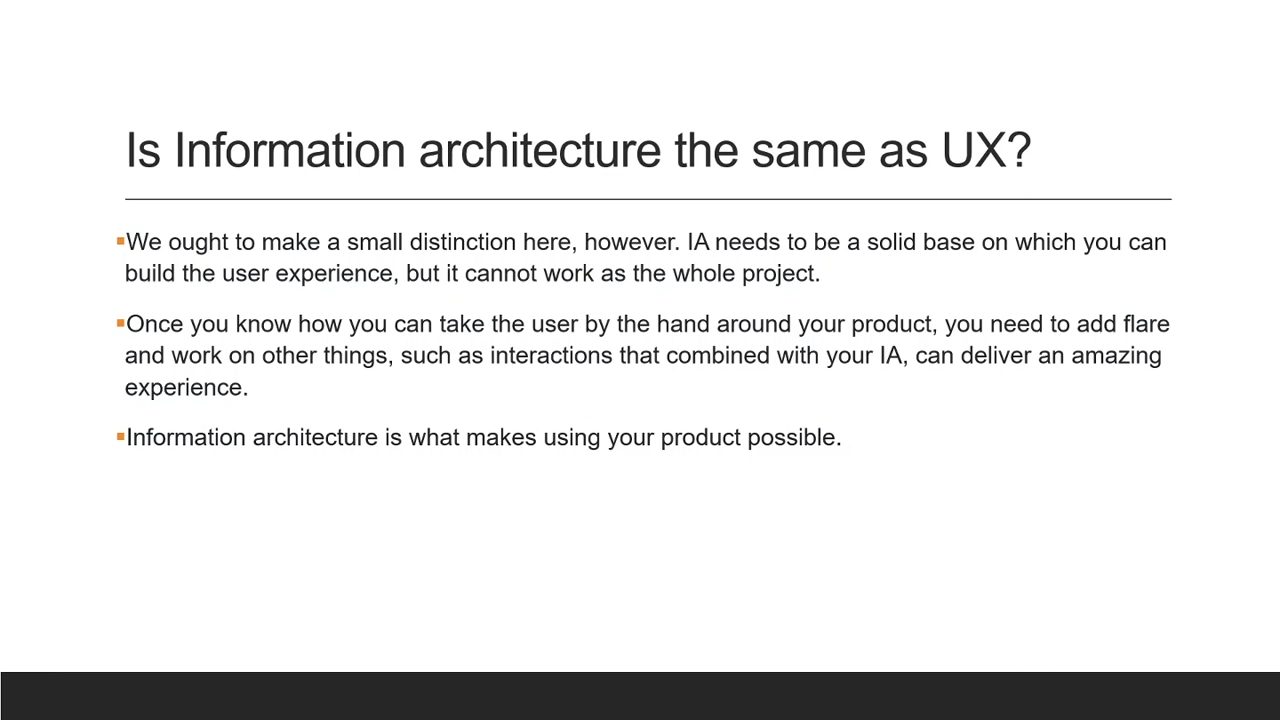 Is Information architecture the same as UX?
▪We ought to make a small distinction here, however. IA needs to be a solid base on which you can
build the user experience, but it cannot work as the whole project.
▪Once you know how you can take the user by the hand around your product, you need to add flare
and work on other things, such as interactions that combined with your IA, can deliver an amazing
experience.
▪Information architecture is what makes using your product possible.